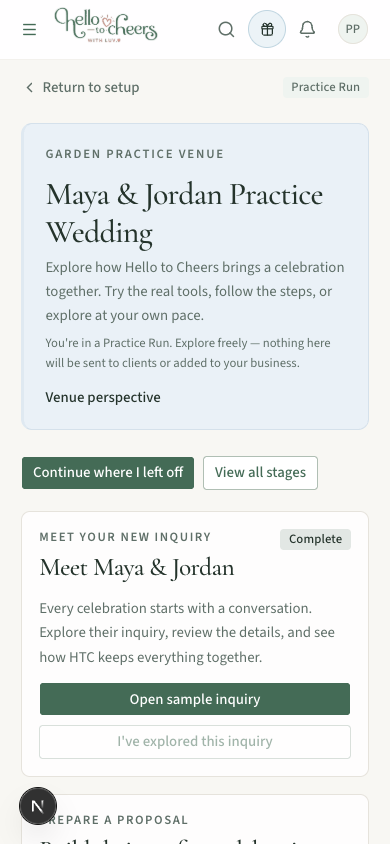 hello
to
cheers
WITH LUV
PP
Return to setup
Practice Run
GARDEN PRACTICE VENUE
Maya & Jordan Practice
Wedding
Explore how Hello to Cheers brings a celebration
together. Try the real tools, follow the steps, or
explore at your own pace.
You're in a Practice Run. Explore freely — nothing here
will be sent to clients or added to your business.
Venue perspective
Continue where I left off
View all stages
MEET YOUR NEW INQUIRY
Complete
Meet Maya & Jordan
Every celebration starts with a conversation.
Explore their inquiry, review the details, and see
how HTC keeps everything together.
Open sample inquiry
I've explored this inquiry
N
PREPARE A PROPOSAL